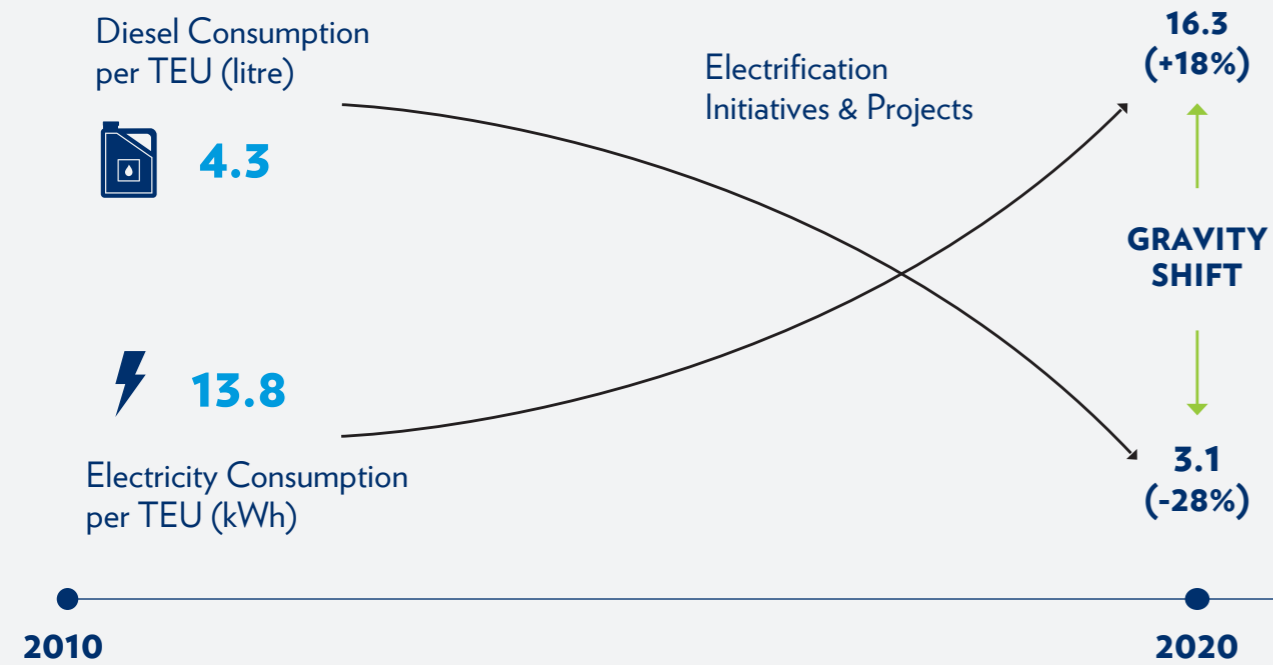 Diesel Consumption
per TEU (litre)
4.3
13.8
Electricity Consumption
per TEU (kWh)
Electrification
Initiatives & Projects
16.3
(+18%)
GRAVITY
SHIFT
3.1
(-28%)
2010
2020